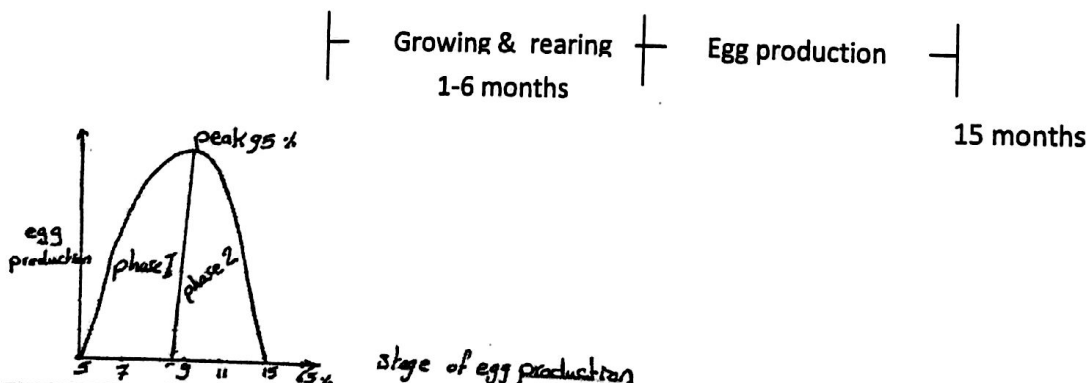 Growing & rearing
1-6 months
Egg production
15 months
peak 95 %
egg
production
phase I
phase 2
5 7 9 11 15 65 %
stage of egg production